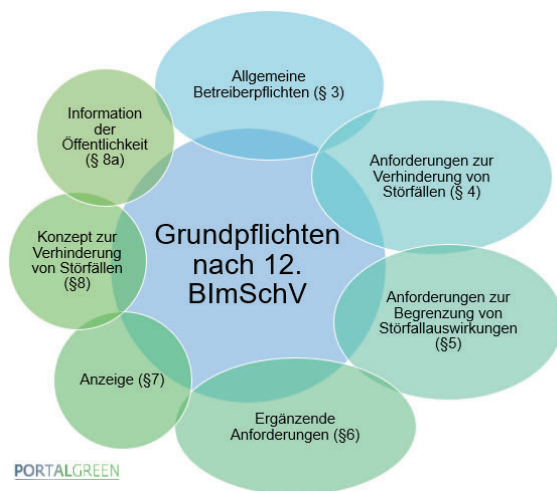 Allgemeine
Betreiberpflichten (§ 3)
Anforderungen zur
Verhinderung von
Störfällen (§ 4)
Anforderungen zur
Begrenzung von
Störfallauswirkungen
(§5)
Ergänzende
Anforderungen (§6)
Anzeige (§7)
Konzept zur
Verhinderung
von Störfällen
(§8)
Information
der
Öffentlichkeit
(§ 8a)
Grundpflichten
nach 12.
BImSchV
PORTALGREEN